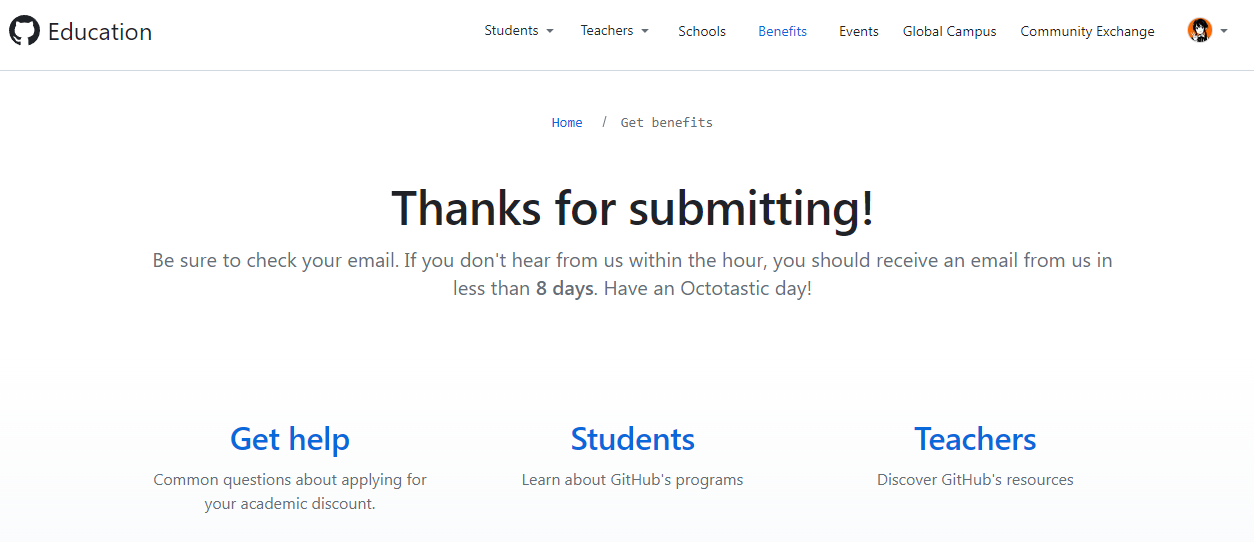 Education
Students
Teachers
Schools
Benefits
Events
Global Campus
Community Exchange
Home / Get benefits
Thanks for submitting!
Be sure to check your email. If you don't hear from us within the hour, you should receive an email from us in
less than 8 days. Have an Octotastic day!
Get help
Common questions about applying for
your academic discount.
Students
Learn about GitHub's programs
Teachers
Discover GitHub's resources